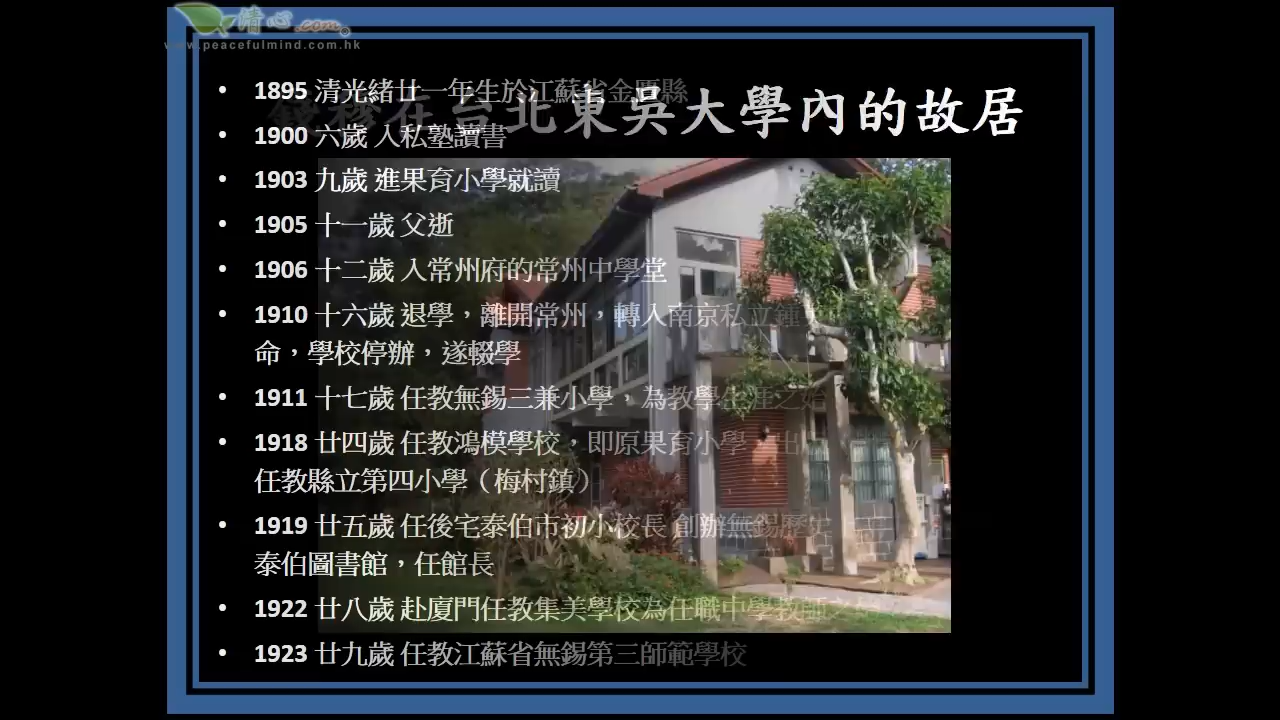 清心.com
www.peacefulmind.com.hk
錢穆在台北東吳大學內的故居
• 1895 清光緒廿一年生於江蘇省金匱縣
• 1900 六歲 入私塾讀書
• 1903 九歲 進果育小學就讀
• 1905 十一歲 父逝
• 1906 十二歲 入常州府的常州中學堂
• 1910 十六歲 退學，離開常州，轉入南京私立鍾
命，學校停辦，遂輟學
• 1911 十七歲 任教無錫三兼小學，為教學生涯之始
• 1918 廿四歲 任教鴻模學校，即原果育小學，出
任教縣立第四小學（梅村鎮）
• 1919 廿五歲 任後宅泰伯市初小校長 創辦無錫歷史上
泰伯圖書館，任館長
• 1922 廿八歲 赴廈門任教集美學校為任職中學教師之始
• 1923 廿九歲 任教江蘇省無錫第三師範學校